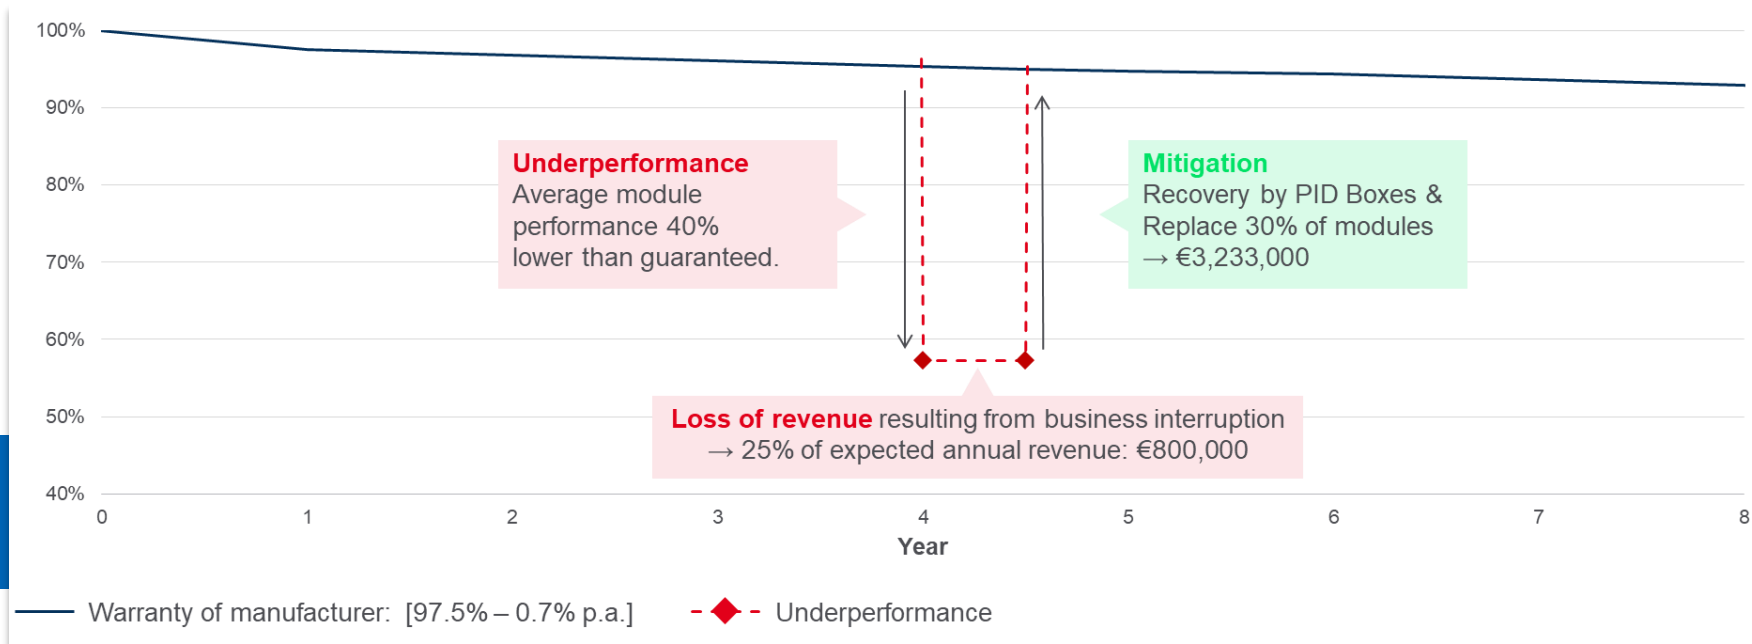 100%
90%
80%
70%
60%
50%
40%
Underperformance
Average module
performance 40%
lower than guaranteed.
Mitigation
Recovery by PID Boxes &
Replace 30% of modules
→ €3,233,000
Loss of revenue resulting from business interruption
→ 25% of expected annual revenue: €800,000
0 1 2 3 4 5 6 7 8
Year
Warranty of manufacturer: [97.5% – 0.7% p.a.]
Underperformance